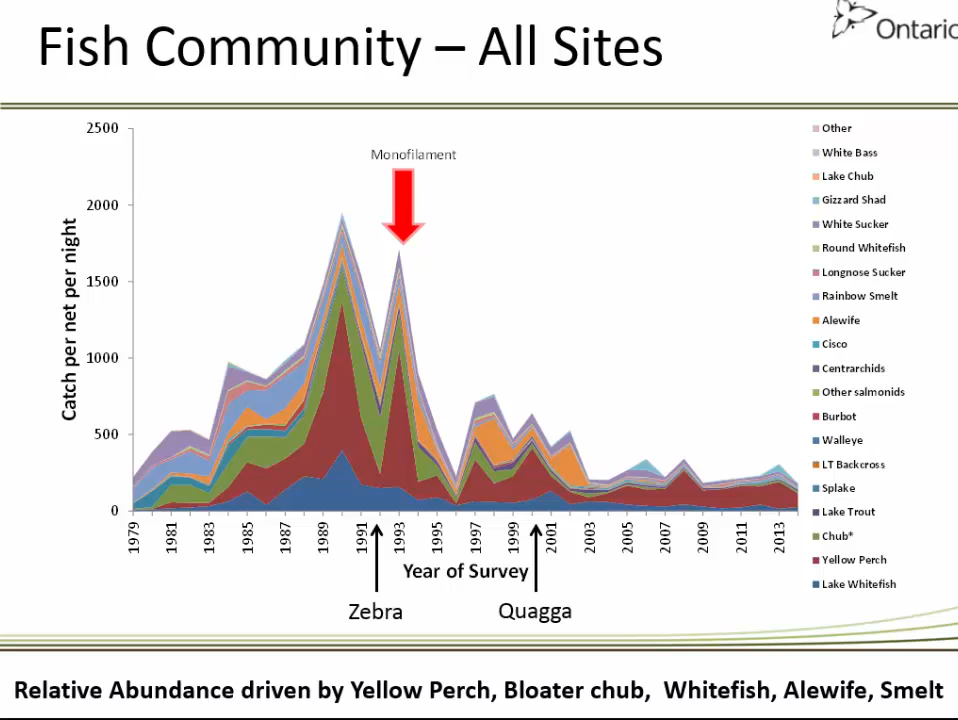 Ontario
Fish Community – All Sites
2500
2000
1500
1000
500
0
Catch per net per night
Monofilament
1979
1981
1983
1985
1987
1989
1991
1993
1995
1997
1999
2001
2003
2005
2007
2009
2011
2013
Year of Survey
Zebra
Quagga
Other
White Bass
Lake Chub
Gizzard Shad
White Sucker
Round Whitefish
Longnose Sucker
Rainbow Smelt
Alewife
Cisco
Centrarchids
Other salmonids
Burbot
Walleye
LT Backcross
Splake
Lake Trout
Chub*
Yellow Perch
Lake Whitefish
Relative Abundance driven by Yellow Perch, Bloater chub, Whitefish, Alewife, Smelt